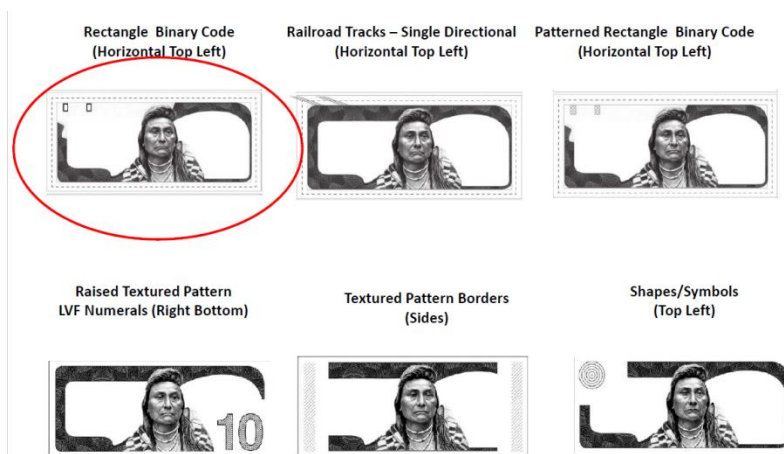 Rectangle Binary Code
(Horizontal Top Left)
Railroad Tracks – Single Directional
(Horizontal Top Left)
Patterned Rectangle Binary Code
(Horizontal Top Left)
Raised Textured Pattern
LVF Numerals (Right Bottom)
Textured Pattern Borders
(Sides)
Shapes/Symbols
(Top Left)
10